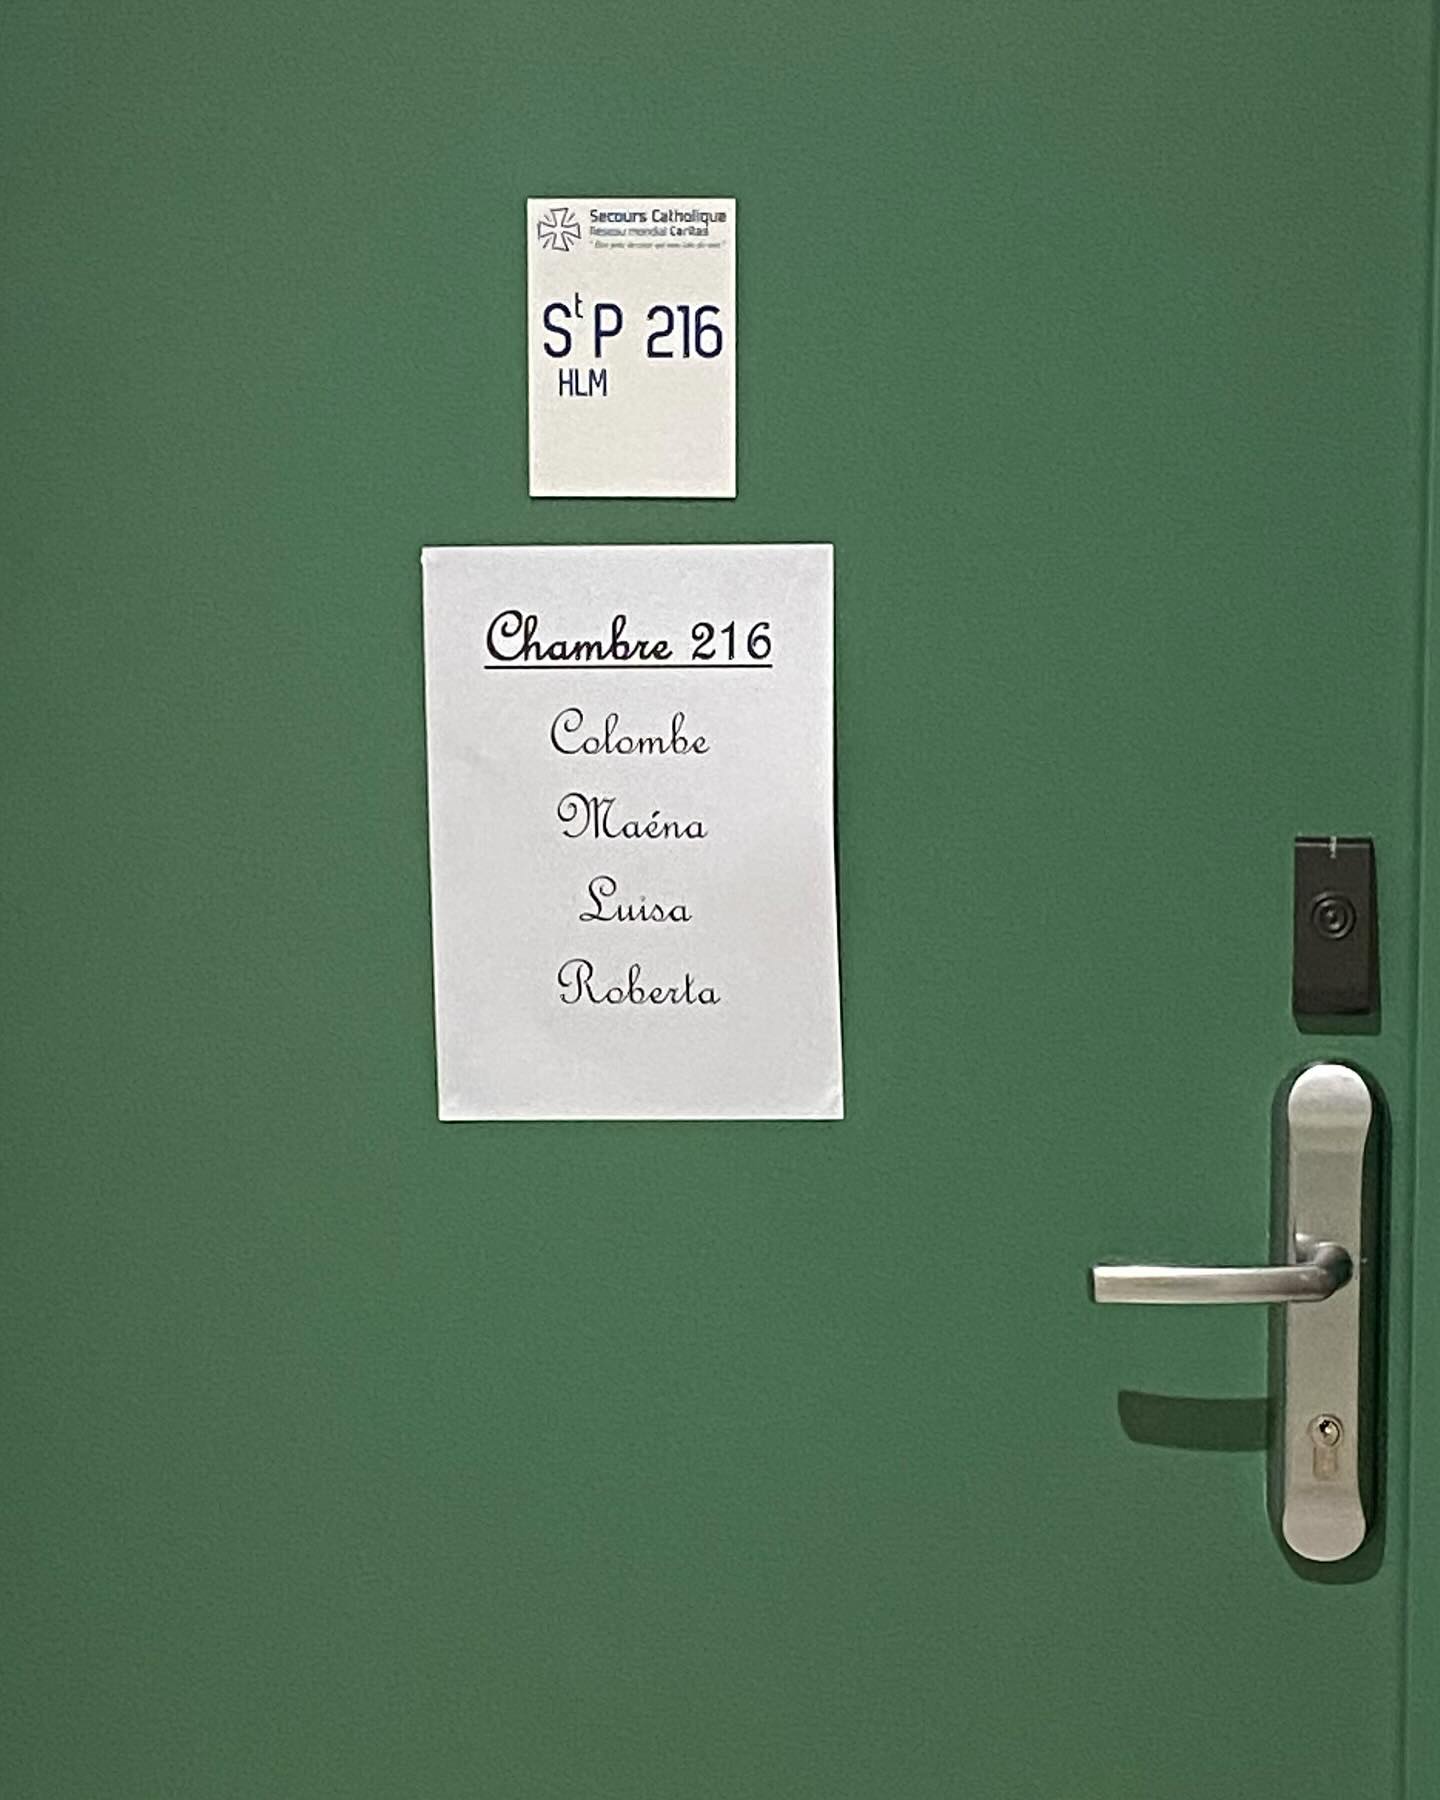 Secours Catholique
Réseau mondial Caritas
StP 216
HLM
Chambre 216
Colombe
Maéna
Luisa
Roberta